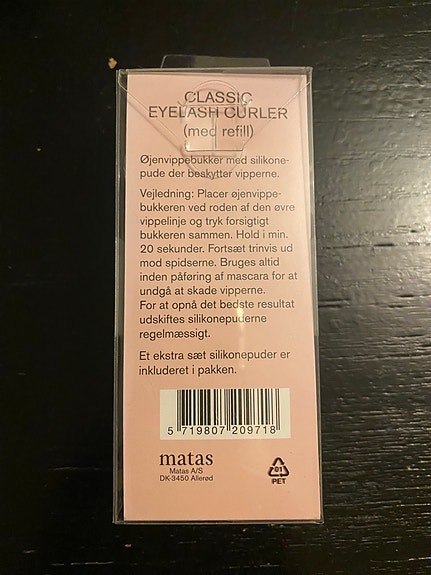 CLASSIC
EYELASH CURLER
(med refill)
Øjenvippebukker med silikone-
pude der beskytter vipperne.
Vejledning: Placer øjenvippe-
bukkeren ved roden af den øvre
vippelinje og tryk forsigtigt
bukkeren sammen. Hold i min.
20 sekunder. Fortsæt trinvis ud
mod spidserne. Bruges altid
inden påføring af mascara for at
undgå at skade vipperne.
For at opnå det bedste resultat
udskiftes silikonepuderne
regelmæssigt.
Et ekstra sæt silikonepuder er
inkluderet i pakken.
5 719807 209718
matas
Matas A/S
DK-3450 Allerød
01
PET